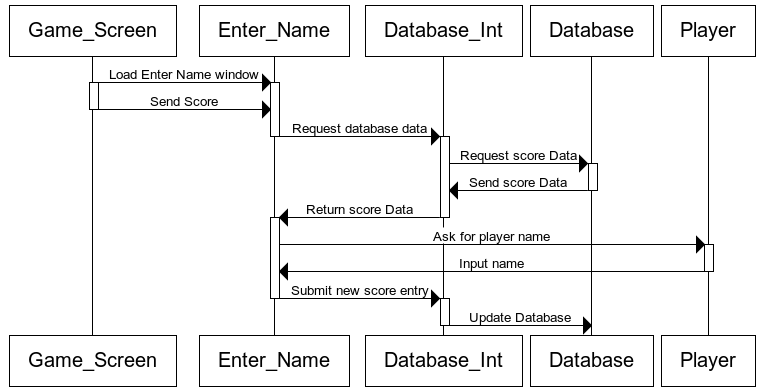 Game_Screen Enter_Name Database_Int Database Player
Load Enter Name window
Send Score
Request database data
Request score Data
Send score Data
Return score Data
Ask for player name
Input name
Submit new score entry
Update Database
Game_Screen Enter_Name Database_Int Database Player